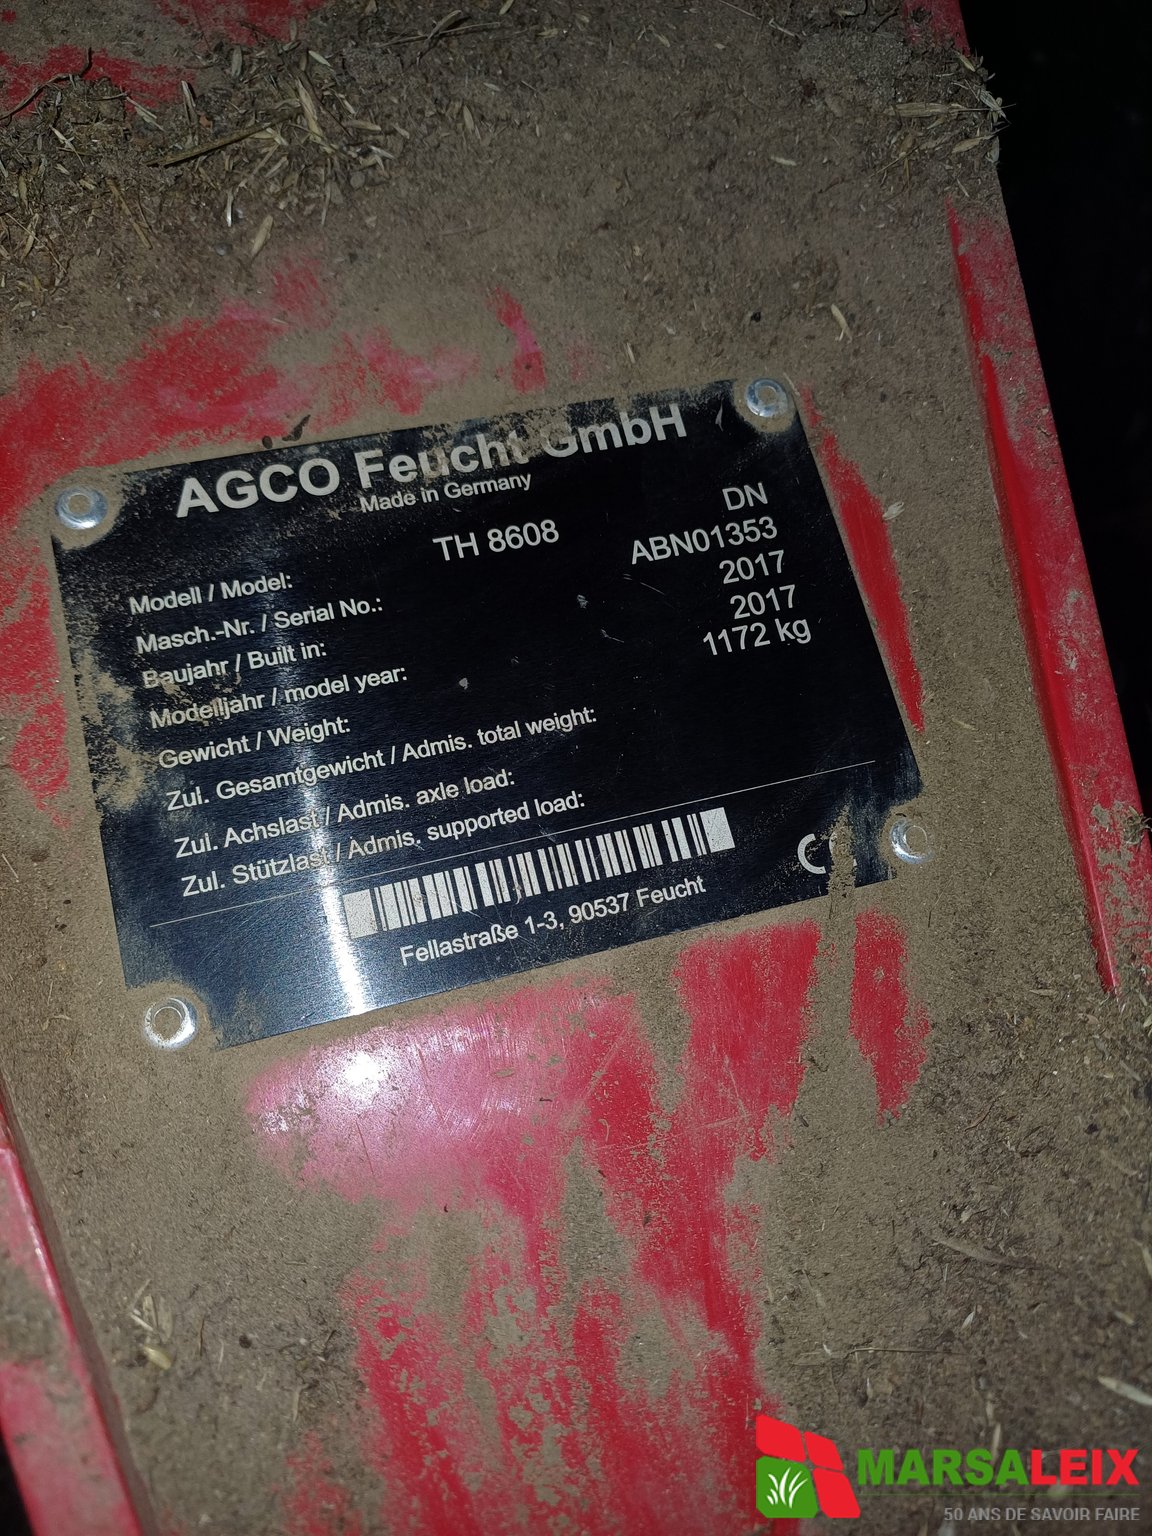 AGCO Feucht GmbH
Made in Germany
Modell / Model: TH 8608 DN
Masch.-Nr. / Serial No.: ABN01353
Baujahr / Built in: 2017
Modelljahr / model year: 2017
Gewicht / Weight: 1172 kg
Zul. Gesamtgewicht / Admis. total weight:
Zul. Achslast / Admis. axle load:
Zul. Stützlast / Admis. supported load:
CE
Fellastraße 1-3, 90537 Feucht
MARSALEIX
50 ANS DE SAVOIR FAIRE